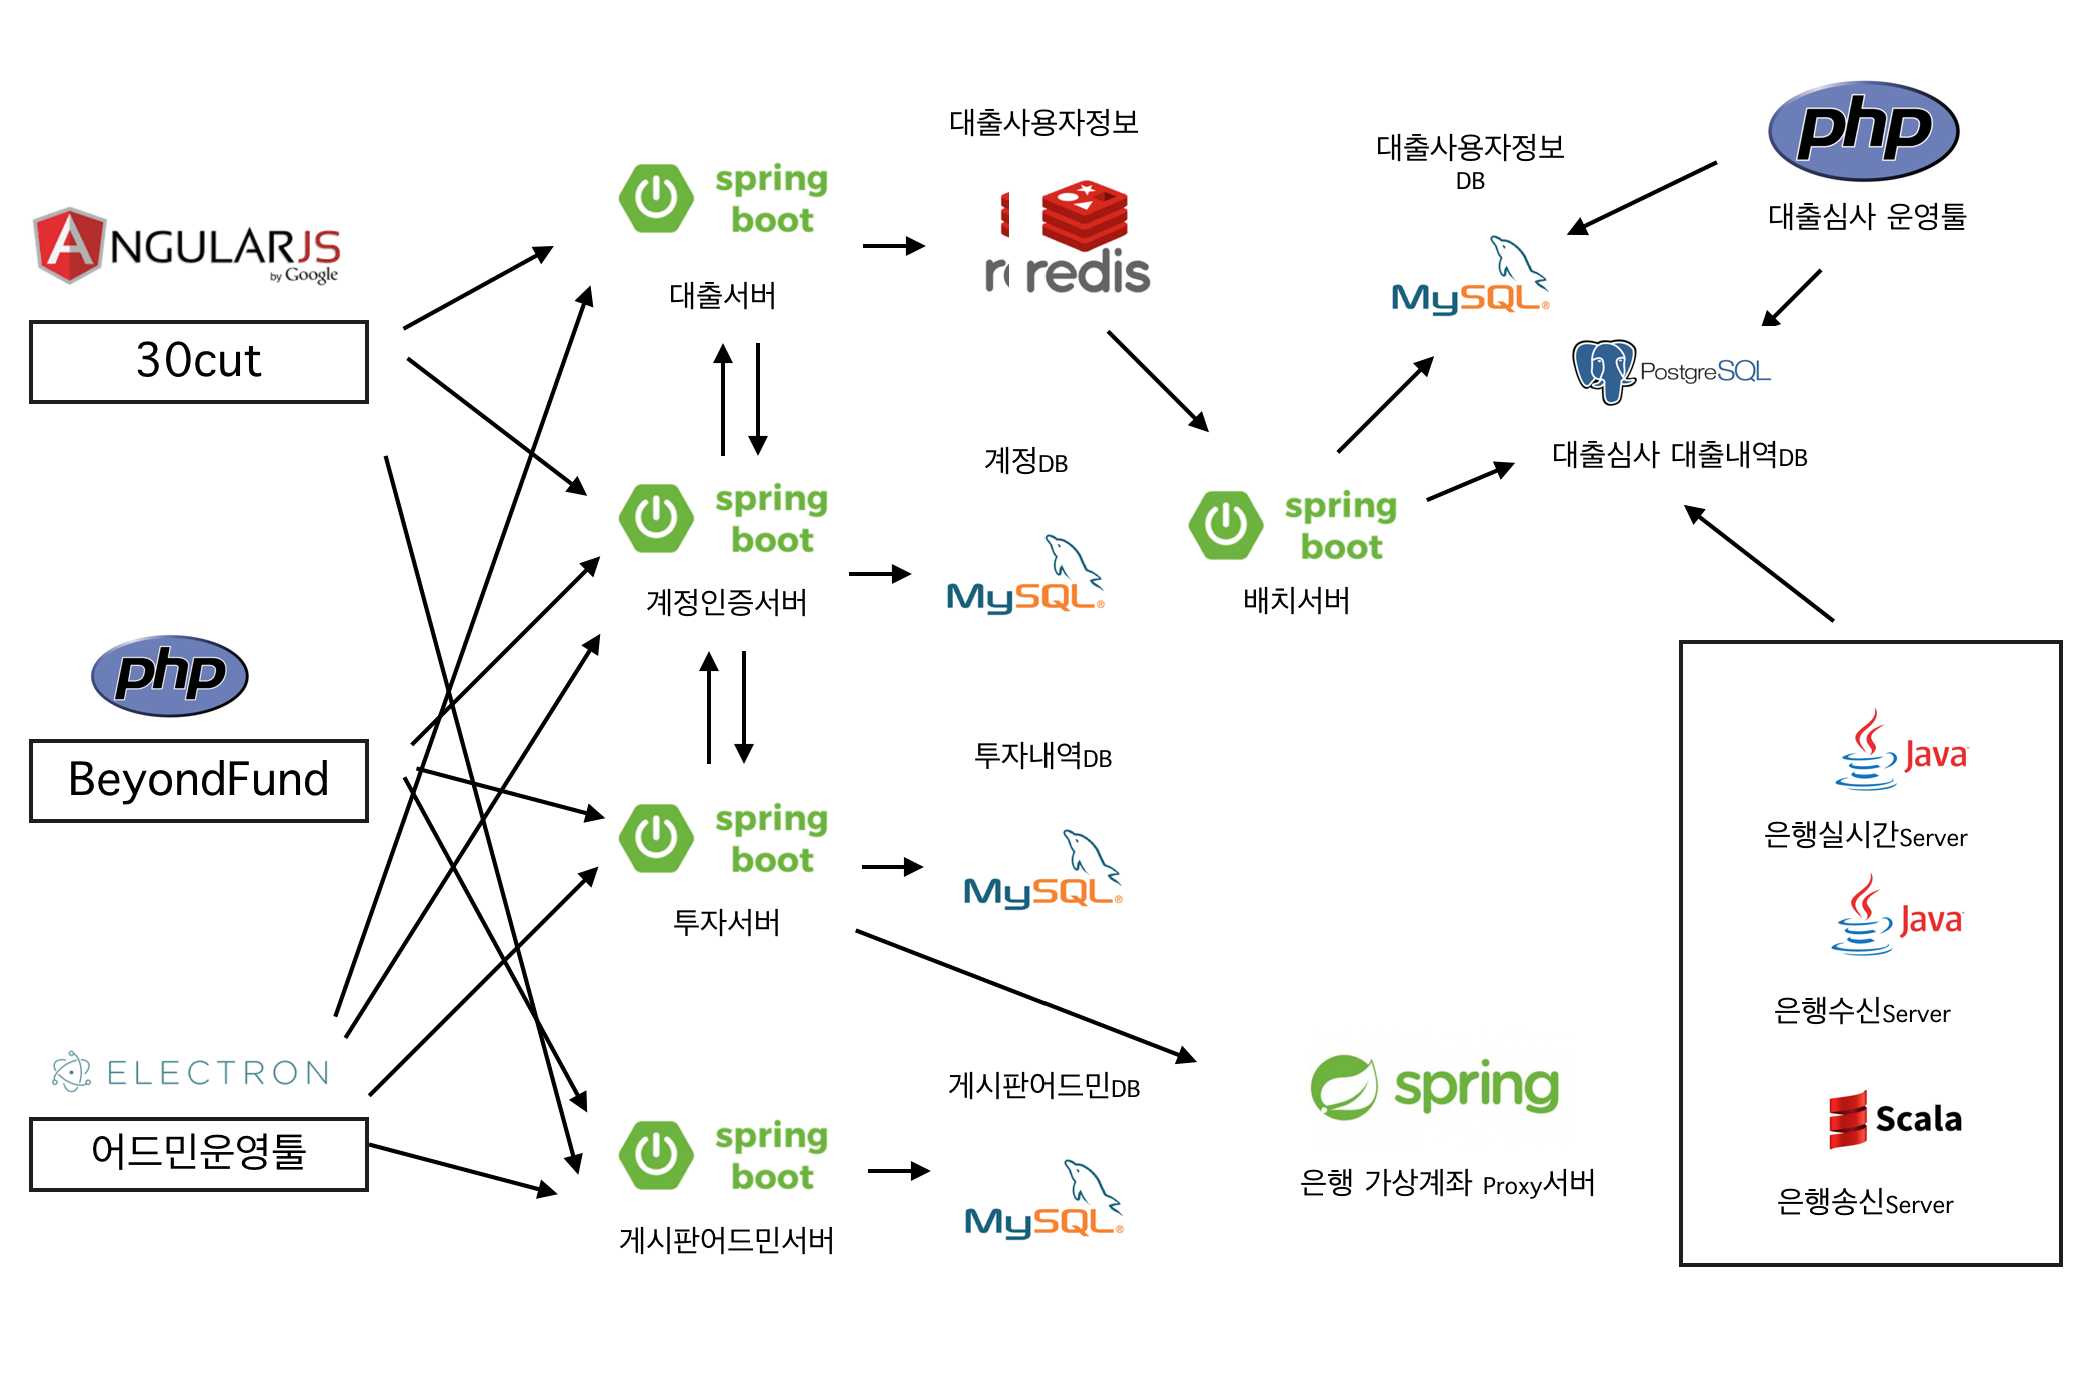 NGULARJS
by Google
30cut
php
BeyondFund
ELECTRON
어드민운영툴
spring
boot
대출서버
spring
boot
계정인증서버
spring
boot
투자서버
spring
boot
게시판어드민서버
대출사용자정보
r
redis
계정DB
MySQL
투자내역DB
MySQL
게시판어드민DB
MySQL
spring
boot
배치서버
spring
은행 가상계좌 Proxy서버
대출사용자정보
DB
MySQL
php
대출심사 운영툴
PostgreSQL
대출심사 대출내역DB
Java
은행실시간Server
Java
은행수신Server
Scala
은행송신Server